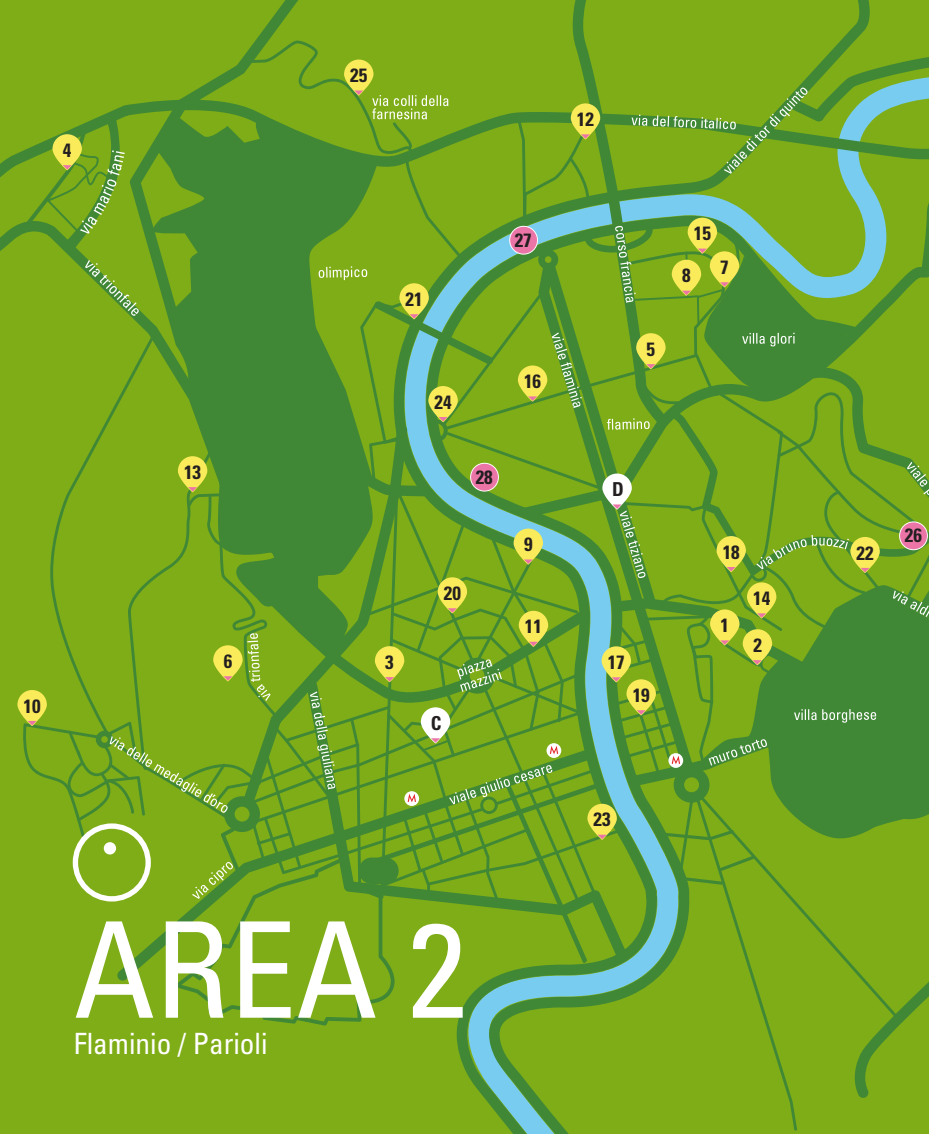 25
via colli della
farnesina
12
via del foro italico
viale di tor di quinto
4
via mario fani
27
15
corso francia
7
8
olimpico
via trionfale
21
villa glori
5
viale flaminia
16
24
flamino
13
28
viale p
D
26
viale tiziano
9
18
via bruno buozzi
22
20
14
via aldr
11
1
2
6
via trionfale
3
17
piazza
mazzini
19
10
C
villa borghese
via della giuliana
via delle medaglie d'oro
M
muro torto
M
viale giulio cesare
M
23
via cipro
AREA 2
Flaminio / Parioli